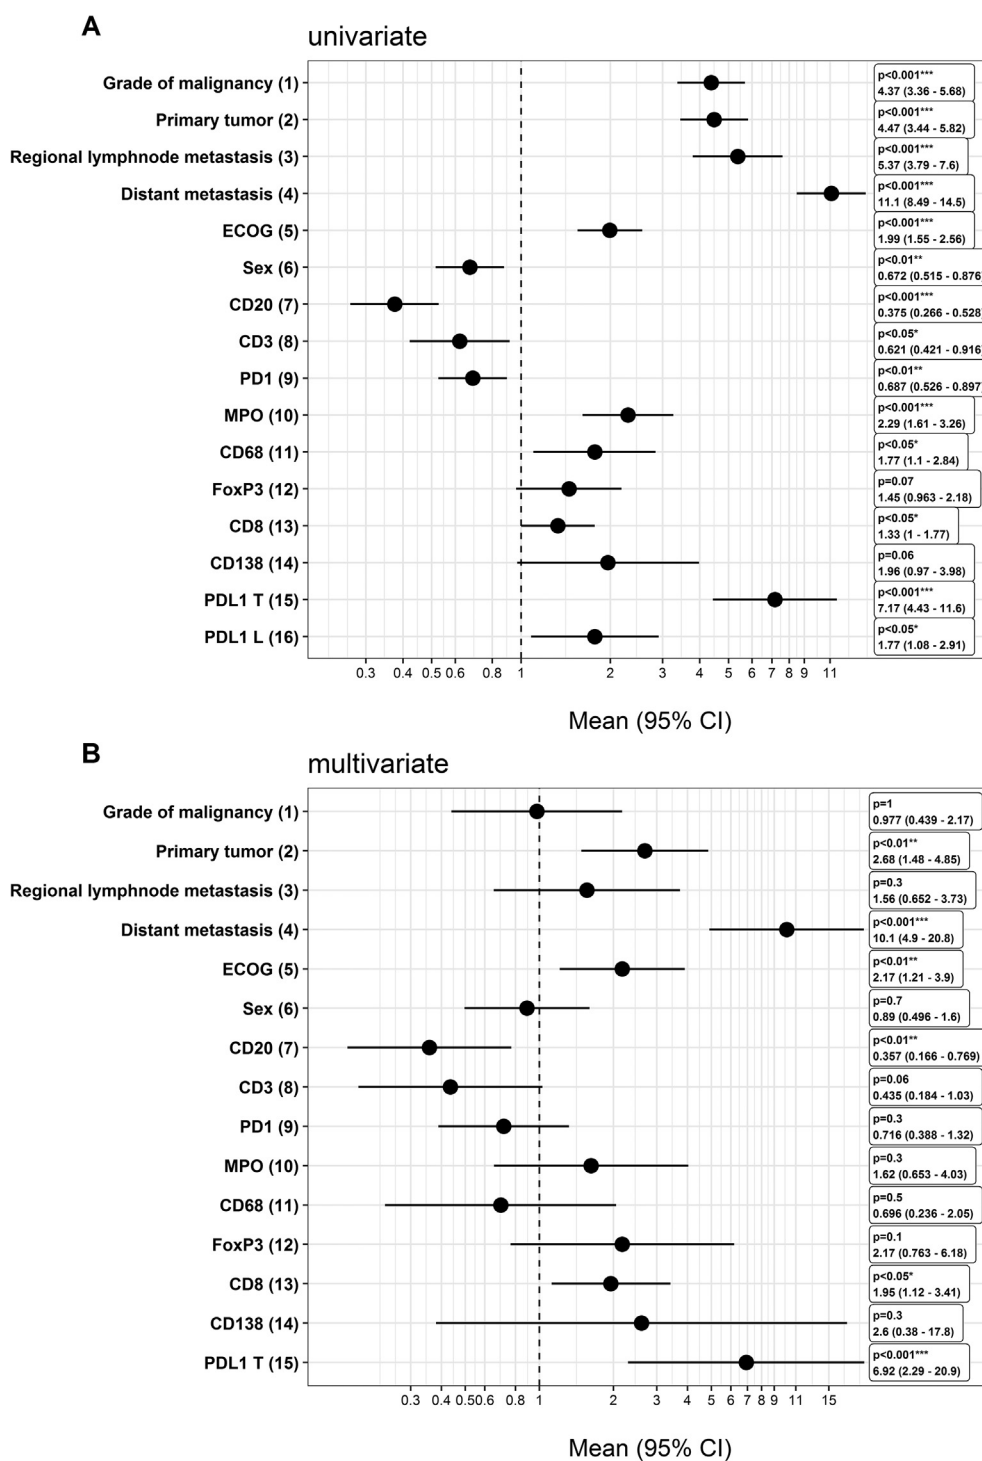 A
univariate
Grade of malignancy (1)
p<0.001***
4.37 (3.36 - 5.68)
Primary tumor (2)
p<0.001***
4.47 (3.44 - 5.82)
Regional lymphnode metastasis (3)
p<0.001***
5.37 (3.79 - 7.6)
Distant metastasis (4)
p<0.001***
11.1 (8.49 - 14.5)
ECOG (5)
p<0.001***
1.99 (1.55 - 2.56)
Sex (6)
p<0.01**
0.672 (0.515 - 0.876)
CD20 (7)
p<0.001***
0.375 (0.266 - 0.528)
CD3 (8)
p<0.05*
0.621 (0.421 - 0.916)
PD1 (9)
p<0.01**
0.687 (0.526 - 0.897)
MPO (10)
p<0.001***
2.29 (1.61 - 3.26)
CD68 (11)
p<0.05*
1.77 (1.1 - 2.84)
FoxP3 (12)
p=0.07
1.45 (0.963 - 2.18)
CD8 (13)
p<0.05*
1.33 (1 - 1.77)
CD138 (14)
p=0.06
1.96 (0.97 - 3.98)
PDL1 T (15)
p<0.001***
7.17 (4.43 - 11.6)
PDL1 L (16)
p<0.05*
1.77 (1.08 - 2.91)
0.3 0.4 0.5 0.6 0.8 1 2 3 4 5 6 7 8 9 11
Mean (95% CI)
B
multivariate
Grade of malignancy (1)
p=1
0.977 (0.439 - 2.17)
Primary tumor (2)
p<0.01**
2.68 (1.48 - 4.85)
Regional lymphnode metastasis (3)
p=0.3
1.56 (0.652 - 3.73)
Distant metastasis (4)
p<0.001***
10.1 (4.9 - 20.8)
ECOG (5)
p<0.01**
2.17 (1.21 - 3.9)
Sex (6)
p=0.7
0.89 (0.496 - 1.6)
CD20 (7)
p<0.01**
0.357 (0.166 - 0.769)
CD3 (8)
p=0.06
0.435 (0.184 - 1.03)
PD1 (9)
p=0.3
0.716 (0.388 - 1.32)
MPO (10)
p=0.3
1.62 (0.653 - 4.03)
CD68 (11)
p=0.5
0.696 (0.236 - 2.05)
FoxP3 (12)
p=0.1
2.17 (0.763 - 6.18)
CD8 (13)
p<0.05*
1.95 (1.12 - 3.41)
CD138 (14)
p=0.3
2.6 (0.38 - 17.8)
PDL1 T (15)
p<0.001***
6.92 (2.29 - 20.9)
0.3 0.4 0.5 0.6 0.8 1 2 3 4 5 6 7 8 9 11 15
Mean (95% CI)